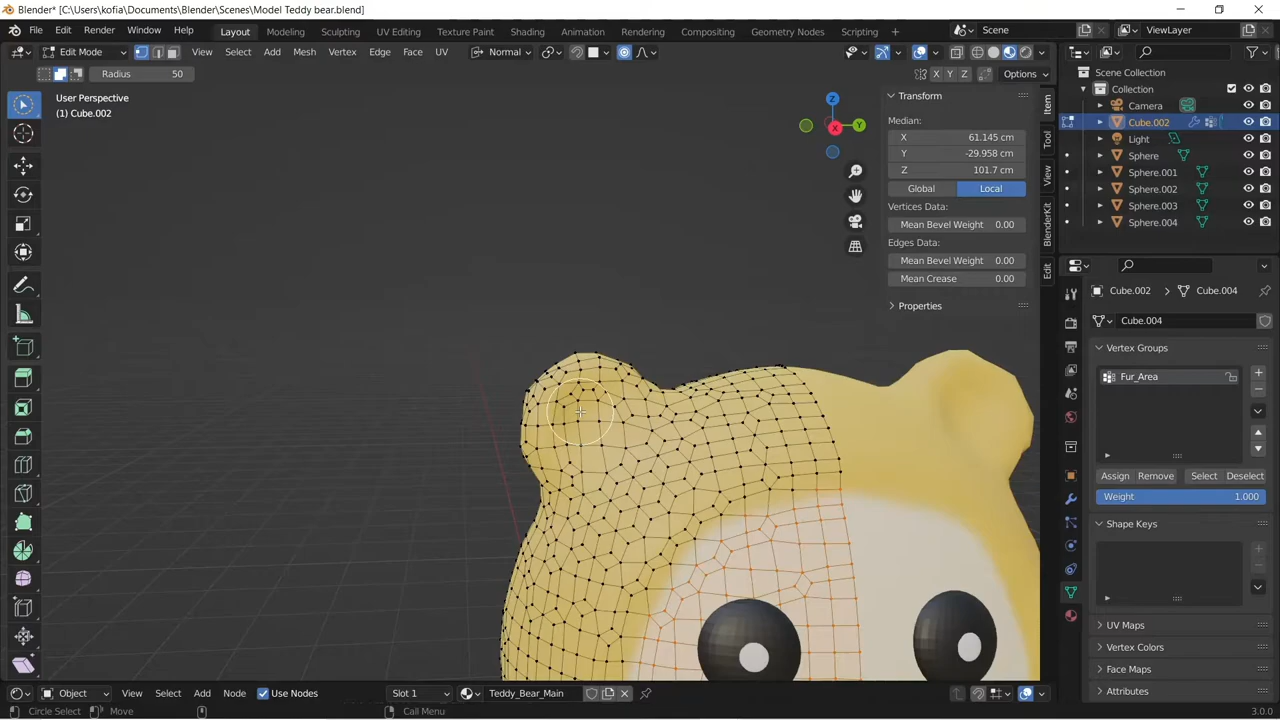 Blender* [C:\Users\kofia\Documents\Blender\Scenes\Model Teddy bear.blend]
File Edit Render Window Help Layout Modeling Sculpting UV Editing Texture Paint Shading Animation Rendering Compositing Geometry Nodes Scripting + Scene ViewLayer
Edit Mode View Select Add Mesh Vertex Edge Face UV Normal
Radius 50 X Y Z Options
User Perspective
(1) Cube.002
Z
X
Y
Transform
Median:
X 61.145 cm
Y -29.958 cm
Z 101.7 cm
Global Local
Vertices Data:
Mean Bevel Weight 0.00
Edges Data:
Mean Bevel Weight 0.00
Mean Crease 0.00
Properties
Item
Tool
View
BlenderKit
Edit
Scene Collection
Collection
Camera
Cube.002
Light
Sphere
Sphere.001
Sphere.002
Sphere.003
Sphere.004
Cube.002 Cube.004
Cube.004
Vertex Groups
Fur_Area
Assign Remove Select Deselect
Weight 1.000
Shape Keys
UV Maps
Vertex Colors
Face Maps
Attributes
Object View Select Add Node Use Nodes Slot 1 Teddy_Bear_Main
Circle Select Move Call Menu 3.0.0